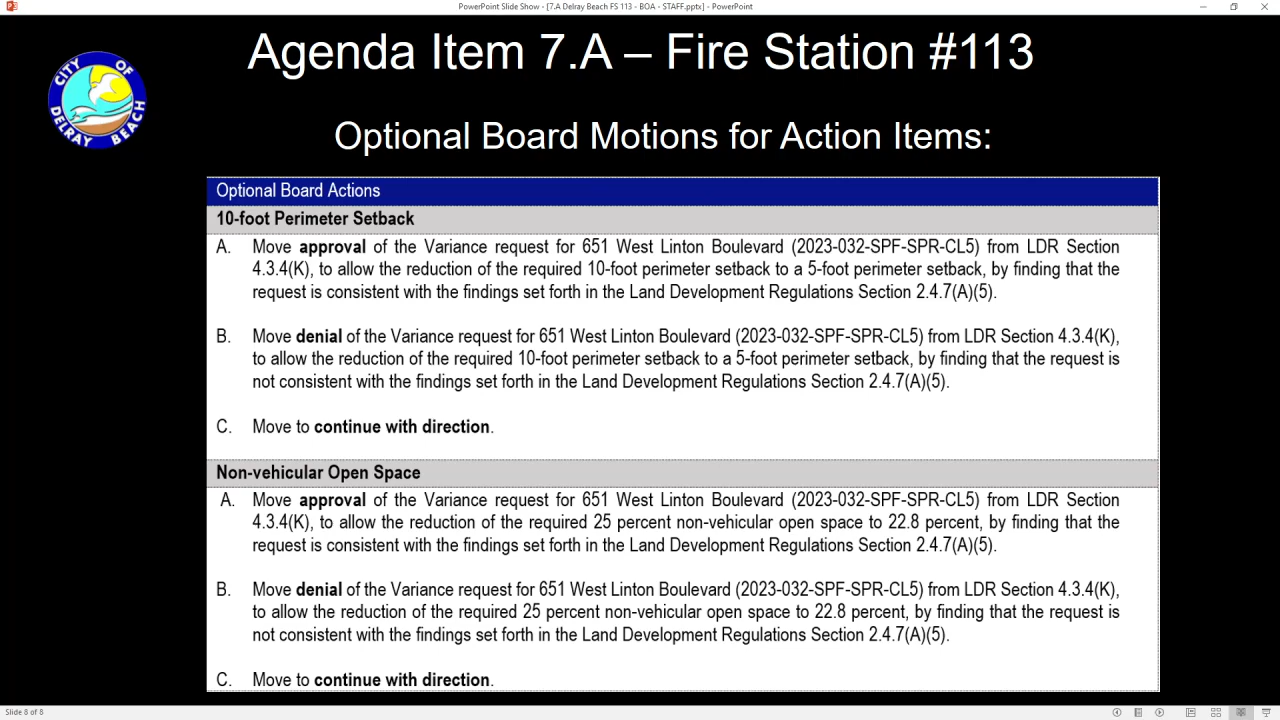 PowerPoint Slide Show - [7.A Delray Beach FS 113 - BOA - STAFF.pptx] - PowerPoint
Agenda Item 7.A – Fire Station #113
CITY OF
DELRAY BEACH
Optional Board Motions for Action Items:
Optional Board Actions
10-foot Perimeter Setback
A. Move approval of the Variance request for 651 West Linton Boulevard (2023-032-SPF-SPR-CL5) from LDR Section
4.3.4(K), to allow the reduction of the required 10-foot perimeter setback to a 5-foot perimeter setback, by finding that the
request is consistent with the findings set forth in the Land Development Regulations Section 2.4.7(A)(5).
B. Move denial of the Variance request for 651 West Linton Boulevard (2023-032-SPF-SPR-CL5) from LDR Section 4.3.4(K),
to allow the reduction of the required 10-foot perimeter setback to a 5-foot perimeter setback, by finding that the request is
not consistent with the findings set forth in the Land Development Regulations Section 2.4.7(A)(5).
C. Move to continue with direction.
Non-vehicular Open Space
A. Move approval of the Variance request for 651 West Linton Boulevard (2023-032-SPF-SPR-CL5) from LDR Section
4.3.4(K), to allow the reduction of the required 25 percent non-vehicular open space to 22.8 percent, by finding that the
request is consistent with the findings set forth in the Land Development Regulations Section 2.4.7(A)(5).
B. Move denial of the Variance request for 651 West Linton Boulevard (2023-032-SPF-SPR-CL5) from LDR Section 4.3.4(K),
to allow the reduction of the required 25 percent non-vehicular open space to 22.8 percent, by finding that the request is
not consistent with the findings set forth in the Land Development Regulations Section 2.4.7(A)(5).
C. Move to continue with direction.
Slide 8 of 8